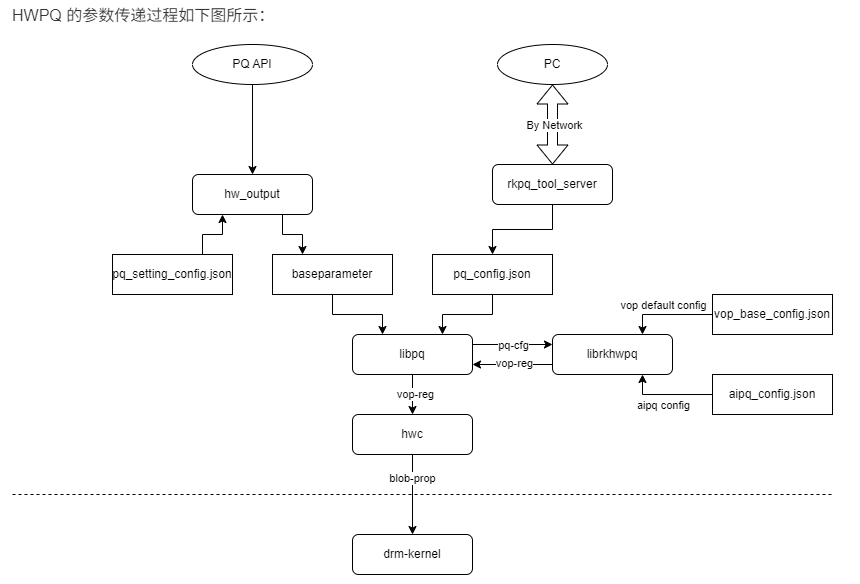 HWPQ 的参数传递过程如下图所示：
PQ API
PC
By Network
hw_output
rkpq_tool_server
pq_setting_config.json
baseparameter
pq_config.json
vop default config
vop_base_config.json
libpq
pq-cfg
vop-reg
librkhwpq
vop-reg
aipq config
aipq_config.json
hwc
blob-prop
drm-kernel